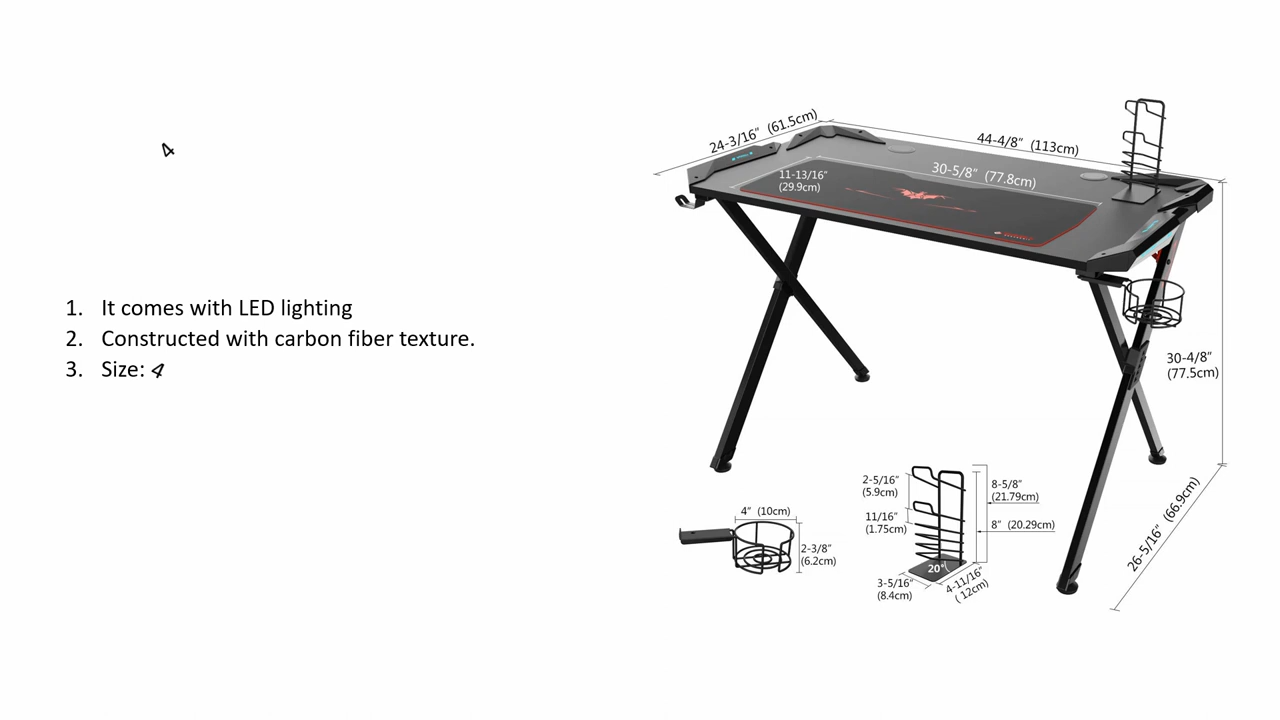 4
1. It comes with LED lighting
2. Constructed with carbon fiber texture.
3. Size: 4
24-3/16" (61.5cm)
44-4/8" (113cm)
11-13/16"
(29.9cm)
30-5/8" (77.8cm)
30-4/8"
(77.5cm)
26-5/16" (66.9cm)
4" (10cm)
2-3/8"
(6.2cm)
2-5/16"
(5.9cm)
11/16"
(1.75cm)
8-5/8"
(21.79cm)
8" (20.29cm)
20°
3-5/16"
(8.4cm)
4-11/16"
( 12cm)